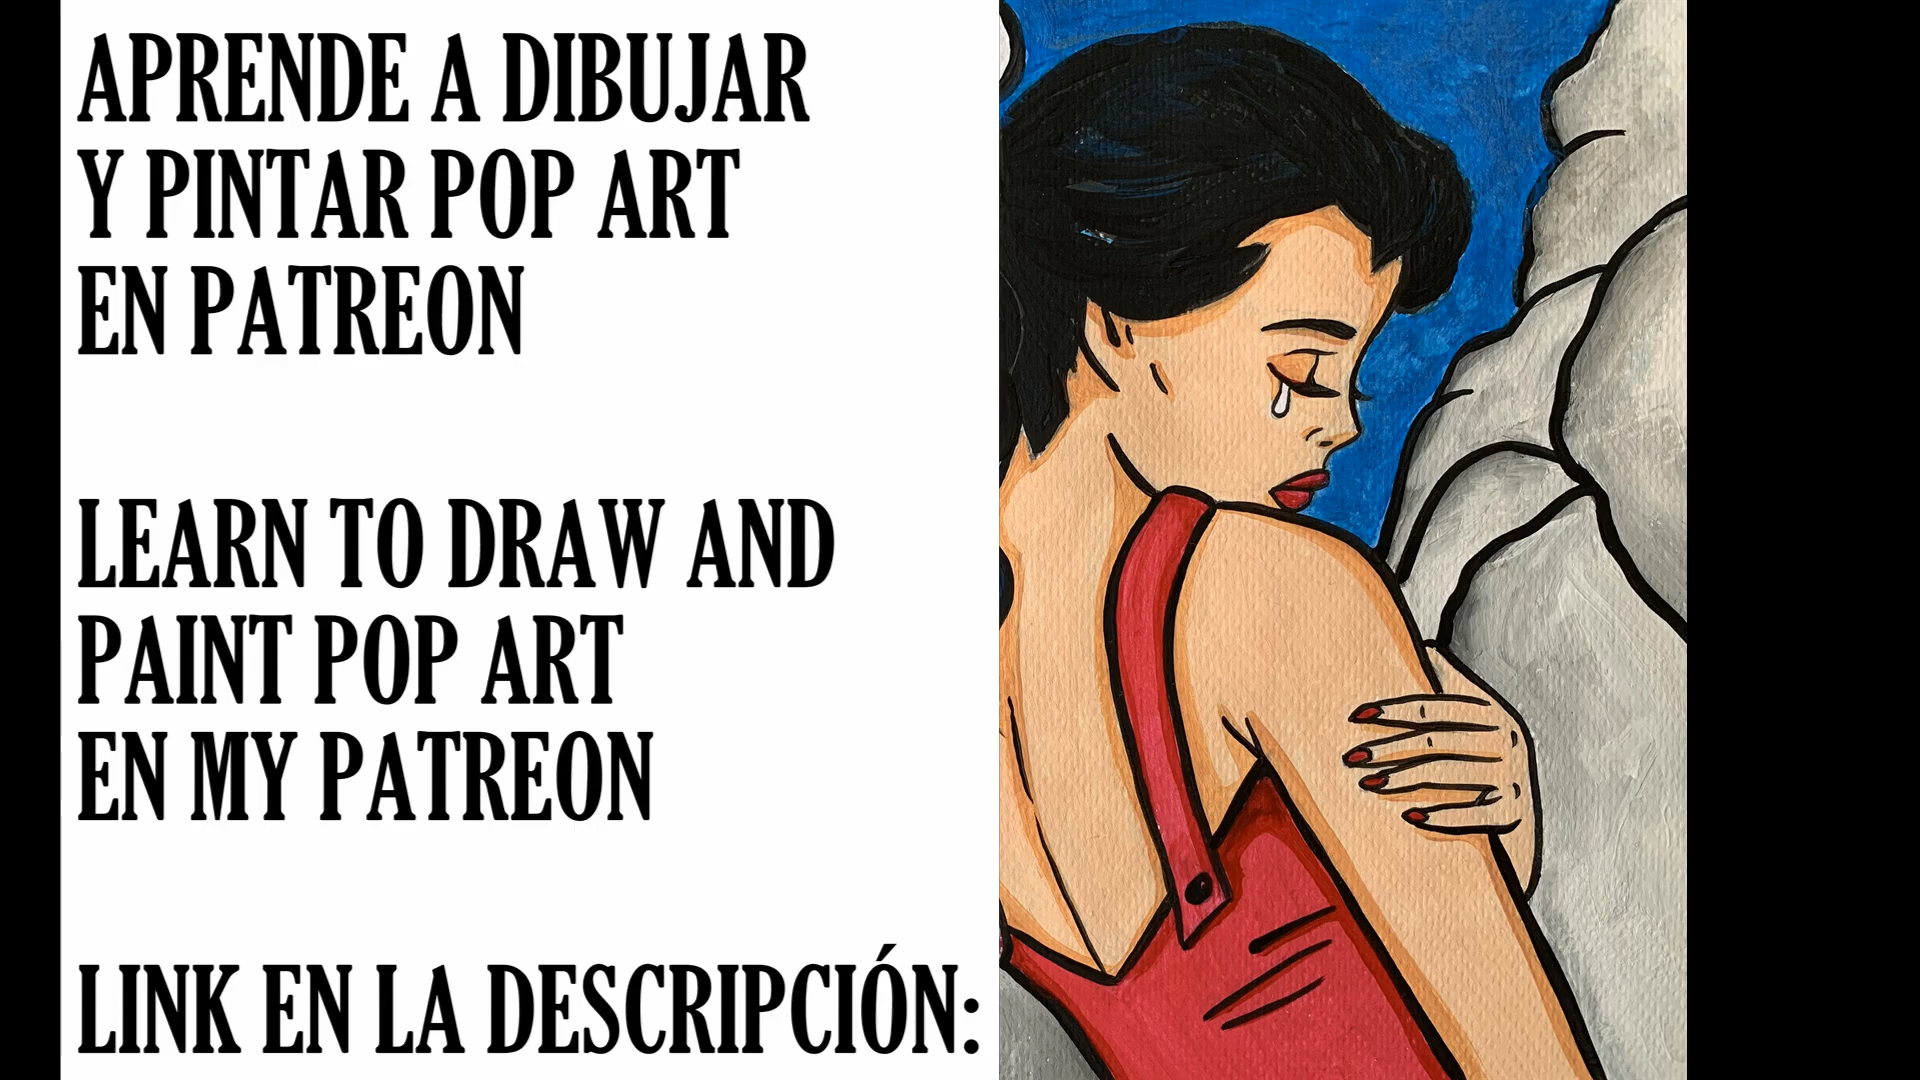 APRENDE A DIBUJAR
Y PINTAR POP ART
EN PATREON
LEARN TO DRAW AND
PAINT POP ART
EN MY PATREON
LINK EN LA DESCRIPCIÓN: